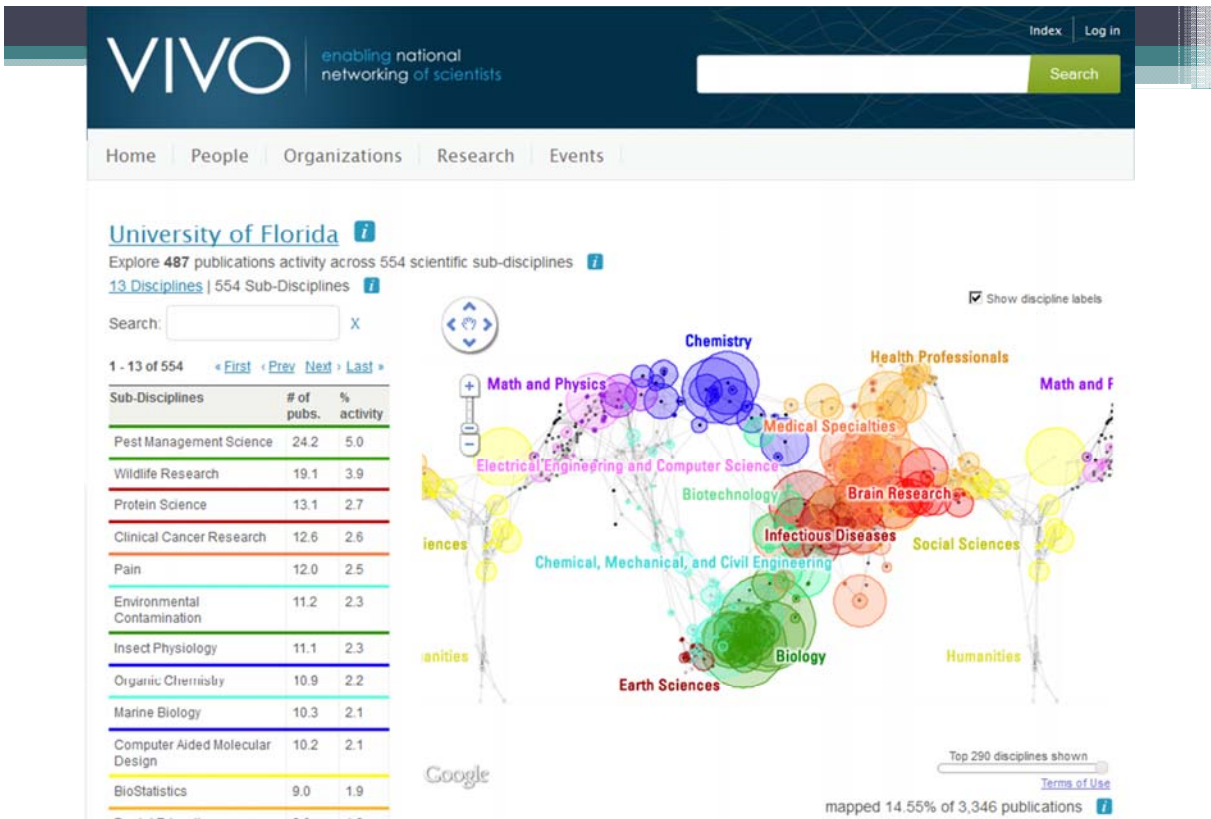 VIVO
enabling national
networking of scientists
Index Log in
Search
Home People Organizations Research Events
University of Florida i
Explore 487 publications activity across 554 scientific sub-disciplines i
13 Disciplines | 554 Sub-Disciplines i
Search: X
1 - 13 of 554 « First ‹ Prev Next › Last »
Sub-Disciplines # of pubs. % activity
Pest Management Science 24.2 5.0
Wildlife Research 19.1 3.9
Protein Science 13.1 2.7
Clinical Cancer Research 12.6 2.6
Pain 12.0 2.5
Environmental Contamination 11.2 2.3
Insect Physiology 11.1 2.3
Organic Chemistry 10.9 2.2
Marine Biology 10.3 2.1
Computer Aided Molecular Design 10.2 2.1
BioStatistics 9.0 1.9
Show discipline labels
Chemistry
Health Professionals
Math and Physics
Math and F
Medical Specialties
Electrical Engineering and Computer Science
Biotechnology
Brain Research
Infectious Diseases
iences
Social Sciences
Chemical, Mechanical, and Civil Engineering
anities
Biology
Humanities
Earth Sciences
Google
Top 290 disciplines shown
Terms of Use
mapped 14.55% of 3,346 publications i